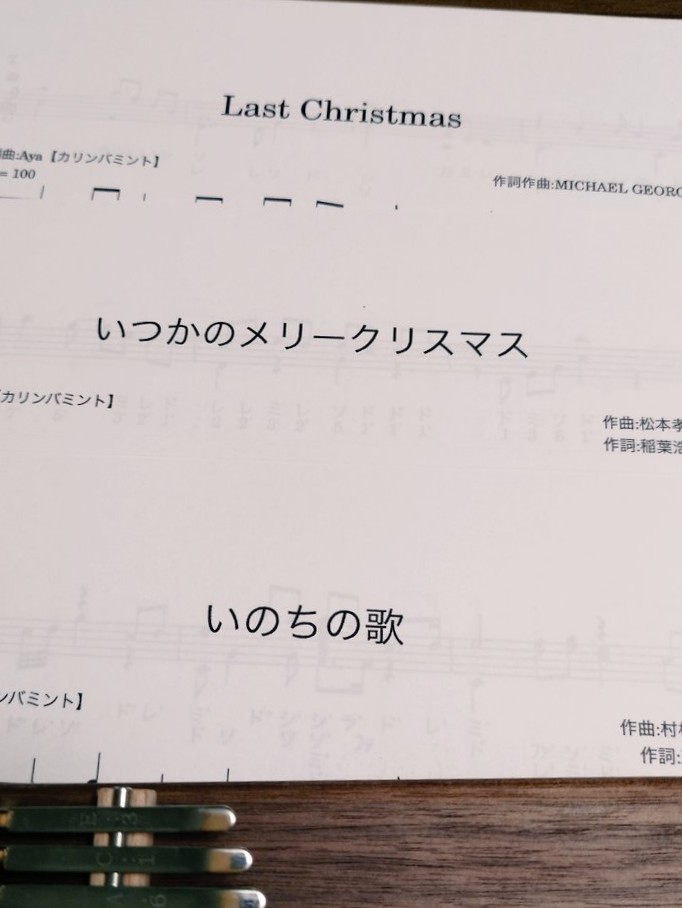 Last Christmas
曲:Aya【カリンバミント】
= 100
作詞作曲:MICHAEL GEORG
いつかのメリークリスマス
カリンバミント】
作曲:松本孝
作詞:稲葉浩
いのちの歌
ンバミント】
作曲:村
作詞:
E 3
C 1
A 6